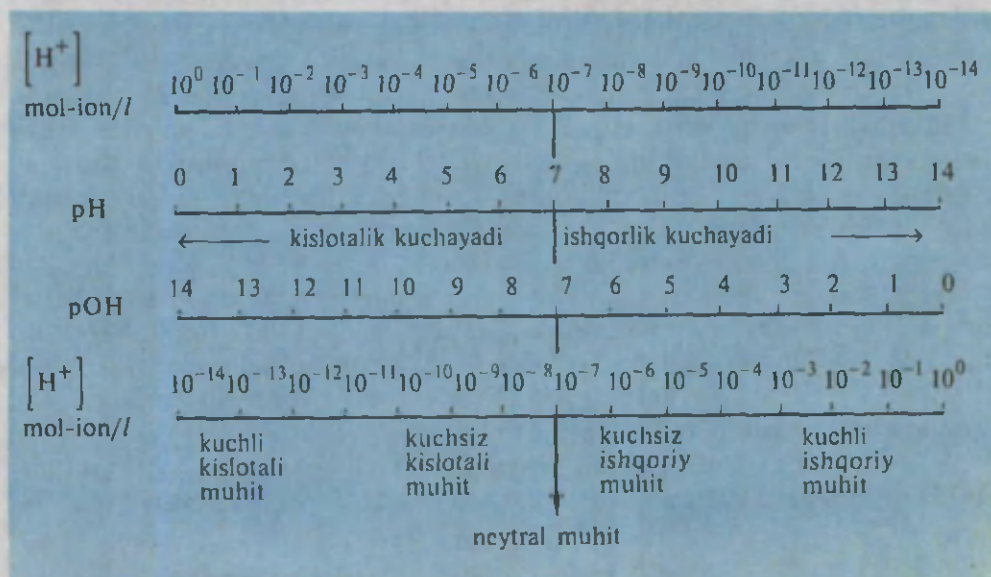 [H⁺]
10⁰ 10⁻¹ 10⁻² 10⁻³ 10⁻⁴ 10⁻⁵ 10⁻⁶ 10⁻⁷ 10⁻⁸ 10⁻⁹ 10⁻¹⁰ 10⁻¹¹ 10⁻¹² 10⁻¹³ 10⁻¹⁴
mol-ion/l
0 1 2 3 4 5 6 7 8 9 10 11 12 13 14
pH
← kislotalik kuchayadi ishqorlik kuchayadi →
14 13 12 11 10 9 8 7 6 5 4 3 2 1 0
pOH
[H⁺]
10⁻¹⁴ 10⁻¹³ 10⁻¹² 10⁻¹¹ 10⁻¹⁰ 10⁻⁹ 10⁻⁸ 10⁻⁷ 10⁻⁶ 10⁻⁵ 10⁻⁴ 10⁻³ 10⁻² 10⁻¹ 10⁰
mol-ion/l
kuchli
kislotali
muhit
kuchsiz
kislotali
muhit
kuchsiz
ishqoriy
muhit
kuchli
ishqoriy
muhit
neytral muhit